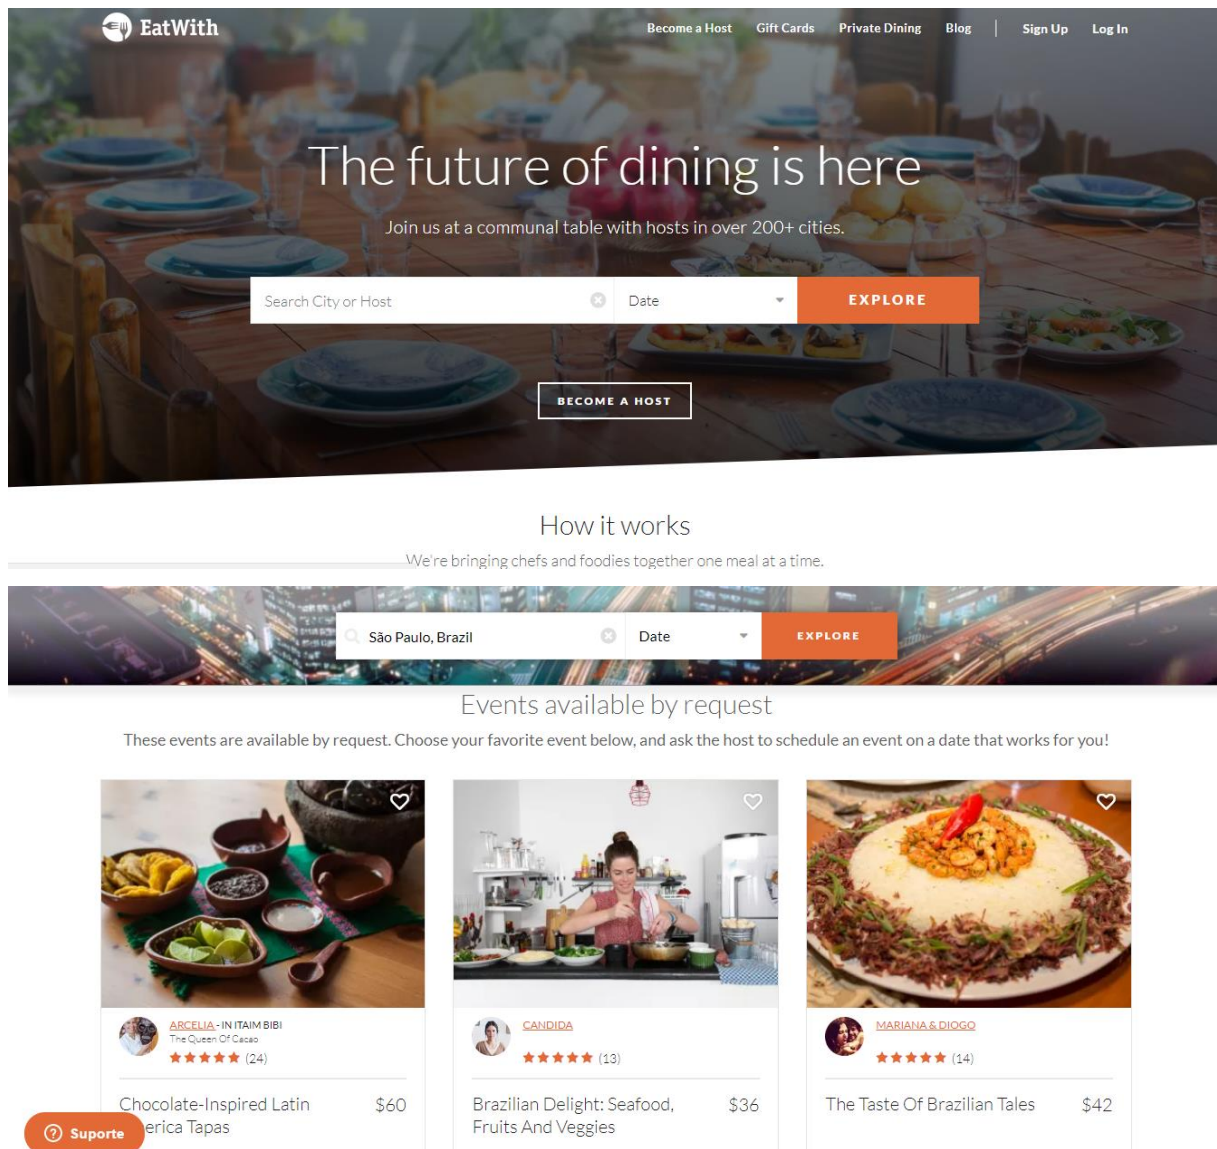 EatWith
Become a Host Gift Cards Private Dining Blog Sign Up Log In
The future of dining is here
Join us at a communal table with hosts in over 200+ cities.
Search City or Host Date EXPLORE
BECOME A HOST
How it works
We're bringing chefs and foodies together one meal at a time.
São Paulo, Brazil Date EXPLORE
Events available by request
These events are available by request. Choose your favorite event below, and ask the host to schedule an event on a date that works for you!
ARCELIA - IN ITAIM BIBI
The Queen Of Cacao
(24)
Chocolate-Inspired Latin $60
erica Tapas
CANDIDA
(13)
Brazilian Delight: Seafood, $36
Fruits And Veggies
MARIANA & DIOGO
(14)
The Taste Of Brazilian Tales $42
Suporte